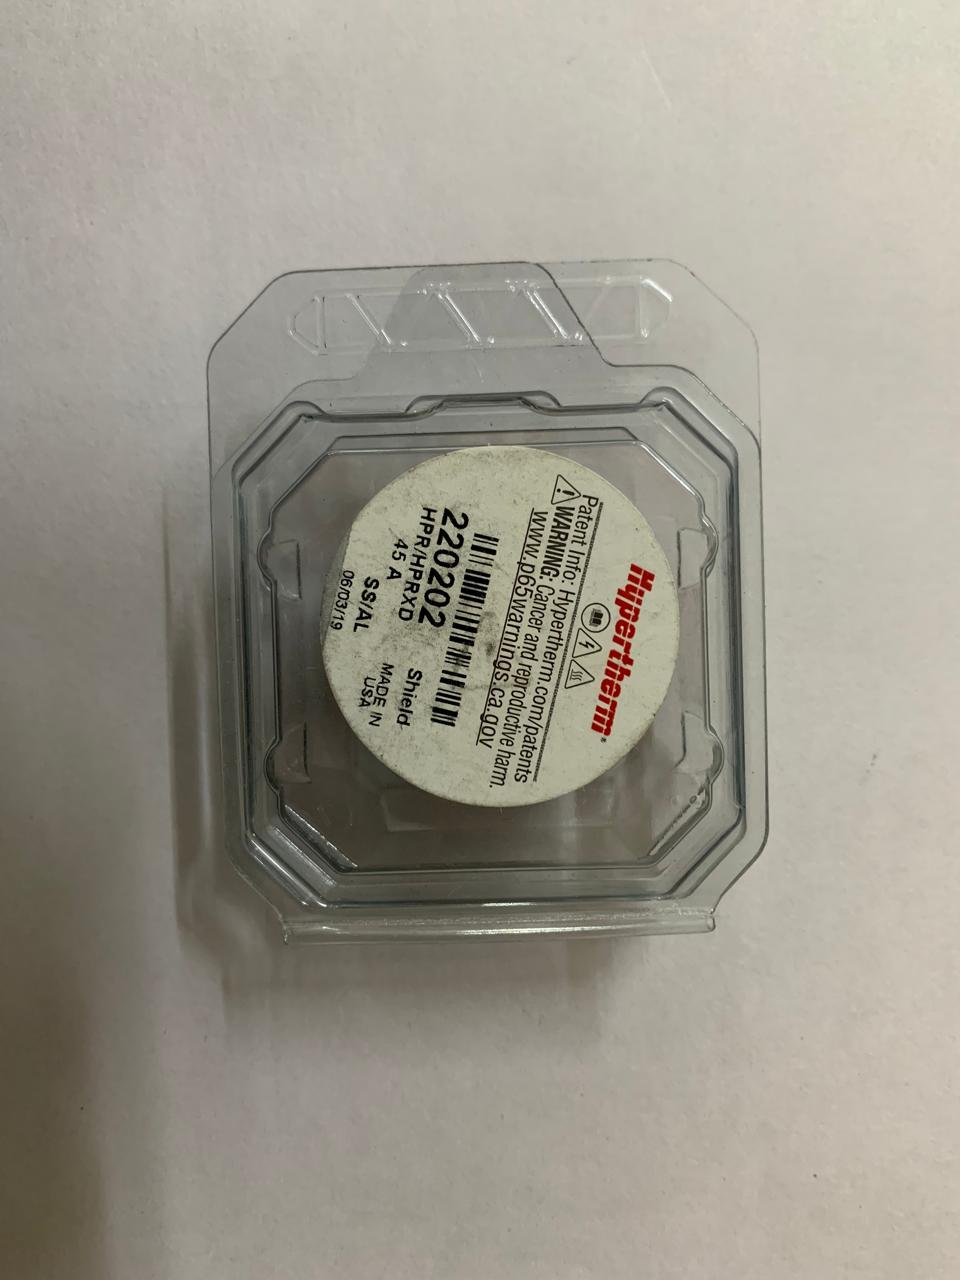 Hypertherm®
Patent Info: Hypertherm.com/patents
WARNING: Cancer and reproductive harm.
www.p65warnings.ca.gov
220202
Shield
HPR/HPRXD
45 A
MADE IN
USA
SS/AL
06/03/19